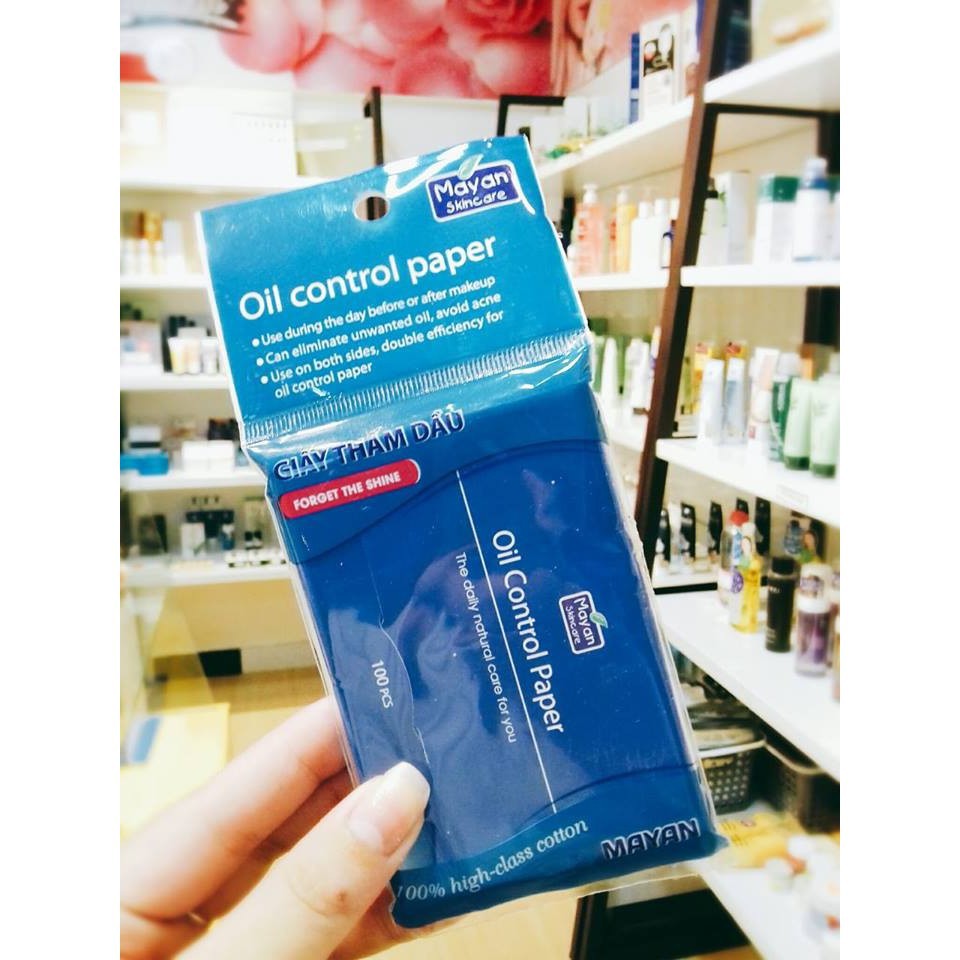 Mayan
Skincare
Oil control paper
• Use during the day before or after makeup
• Can eliminate unwanted oil, avoid acne
• Use on both sides, double efficiency for
oil control paper
GIẤY THẤM DẦU
FORGET THE SHINE
Oil Control Paper
The daily natural care for you
Mayan
Skincare
100 PCS
100% high-class cotton
MAYAN